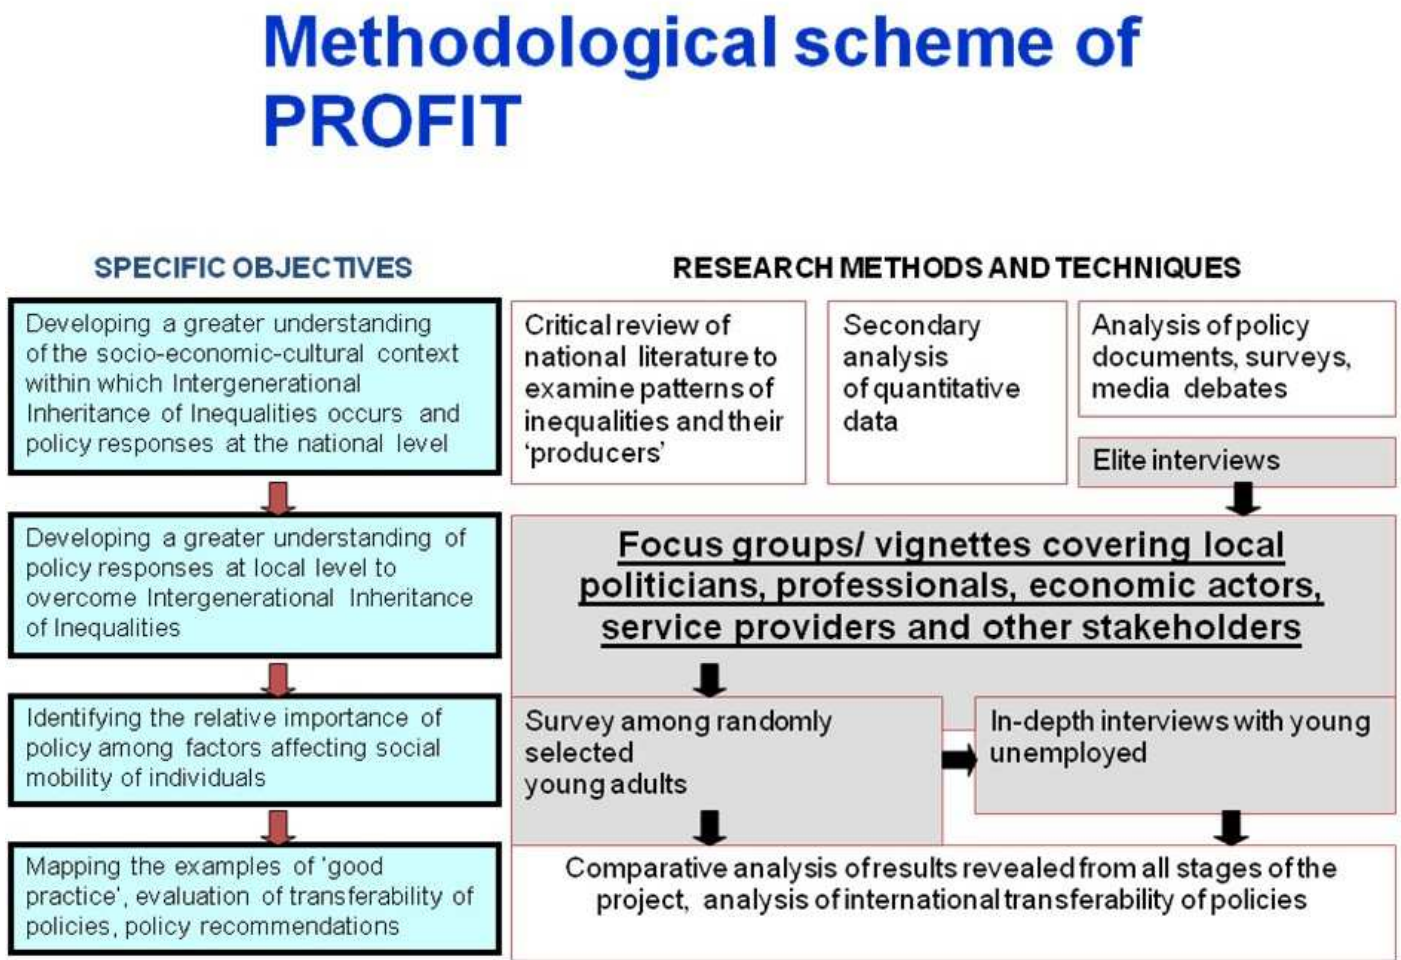 Methodological scheme of
PROFIT
SPECIFIC OBJECTIVES
RESEARCH METHODS AND TECHNIQUES
Developing a greater understanding
of the socio-economic-cultural context
within which Intergenerational
Inheritance of Inequalities occurs and
policy responses at the national level
Critical review of
national literature to
examine patterns of
inequalities and their
‘producers’
Secondary
analysis
of quantitative
data
Analysis of policy
documents, surveys,
media debates
Elite interviews
Developing a greater understanding of
policy responses at local level to
overcome Intergenerational Inheritance
of Inequalities
Focus groups/ vignettes covering local
politicians, professionals, economic actors,
service providers and other stakeholders
Identifying the relative importance of
policy among factors affecting social
mobility of individuals
Survey among randomly
selected
young adults
In-depth interviews with young
unemployed
Mapping the examples of ‘good
practice’, evaluation of transferability of
policies, policy recommendations
Comparative analysis of results revealed from all stages of the
project, analysis of international transferability of policies